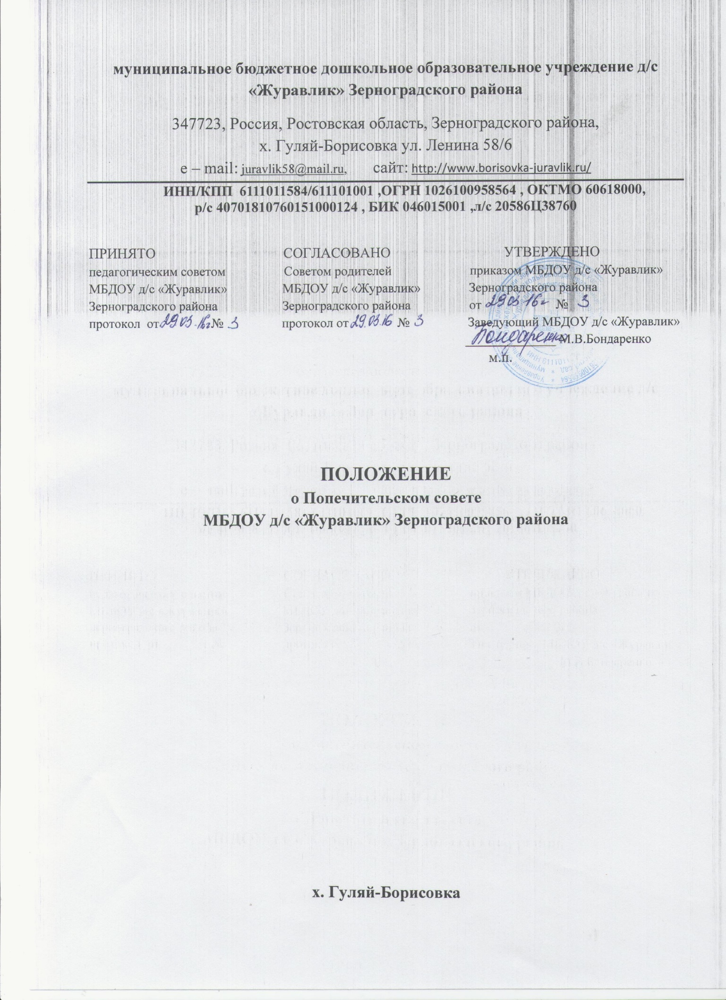 муниципальное бюджетное дошкольное образовательное учреждение д/с
«Журавлик» Зерноградского района
347723, Россия, Ростовская область, Зерноградского района,
х. Гуляй-Борисовка ул. Ленина 58/6
е – mail: juravlik58@mail.ru, сайт: http://www.borisovka-juravlik.ru/
ИНН/КПП 6111011584/611101001 ,ОГРН 1026100958564 , ОКТМО 60618000,
р/с 40701810760151000124 , БИК 046015001 ,л/с 20586Ц38760
ПРИНЯТО
педагогическим советом
МБДОУ д/с «Журавлик»
Зерноградского района
протокол от 29.03.16г № 3
СОГЛАСОВАНО
Советом родителей
МБДОУ д/с «Журавлик»
Зерноградского района
протокол от 29.03.16 № 3
УТВЕРЖДЕНО
приказом МБДОУ д/с «Журавлик»
Зерноградского района
от 29.03.16г № 3
Заведующий МБДОУ д/с «Журавлик»
Бондаренко М.В.Бондаренко
м.п.
ПОЛОЖЕНИЕ
о Попечительском совете
МБДОУ д/с «Журавлик» Зерноградского района
х. Гуляй-Борисовка